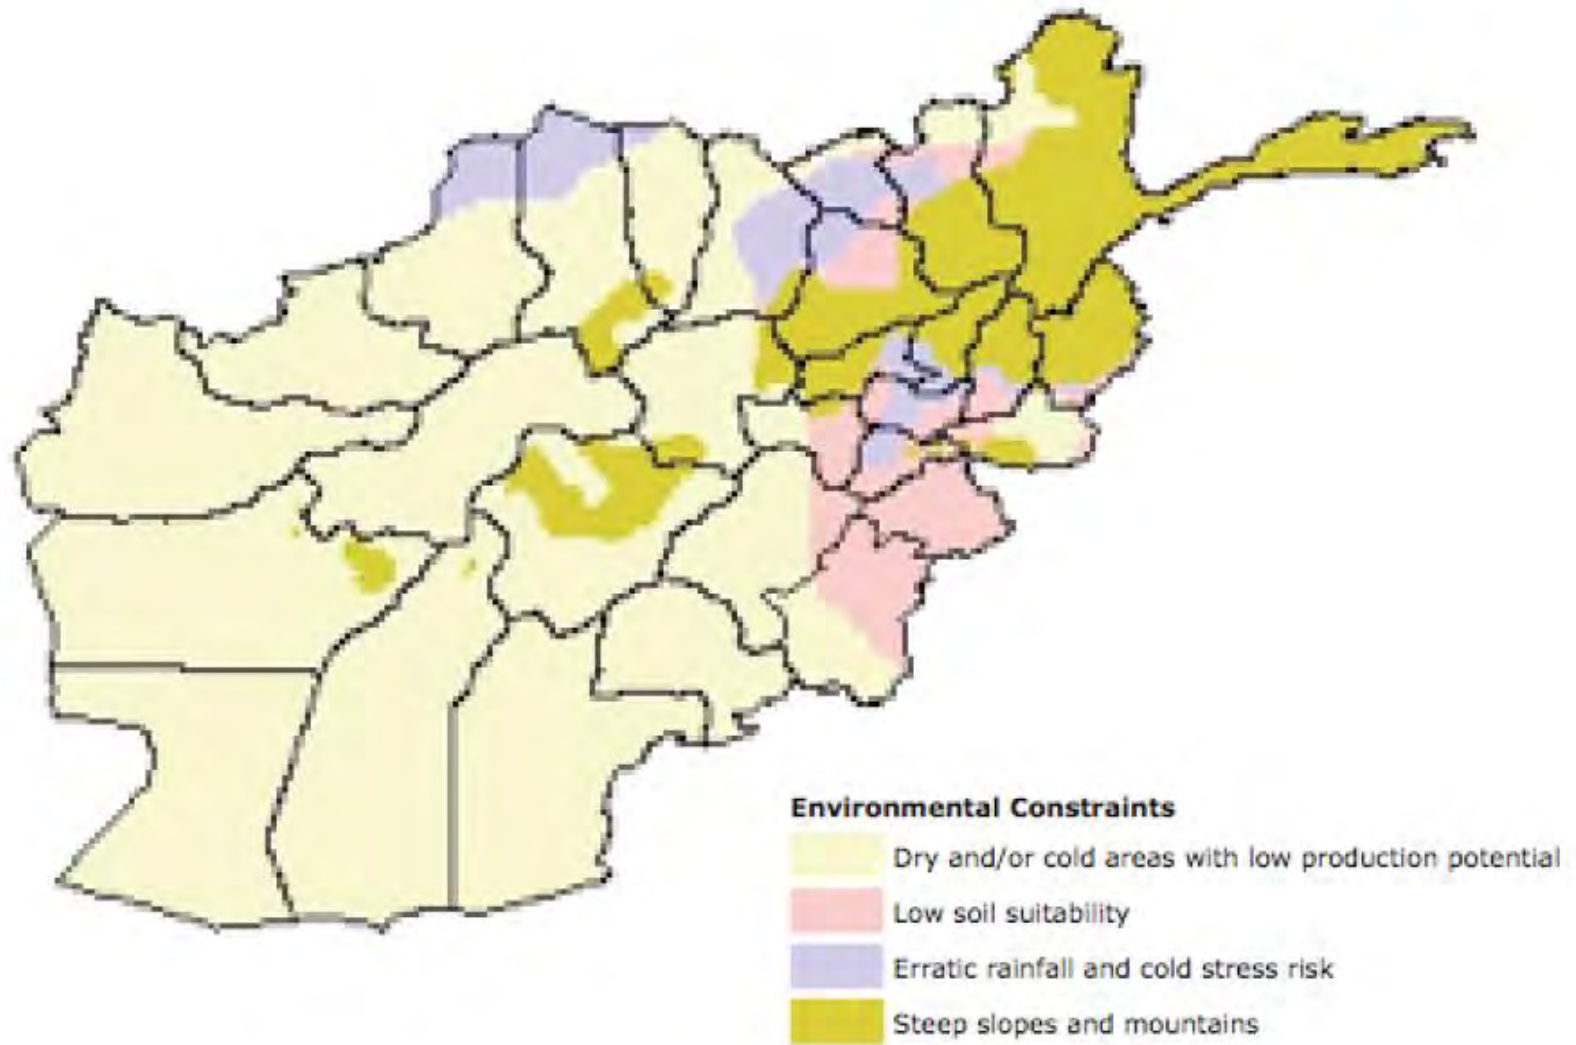 Environmental Constraints
Dry and/or cold areas with low production potential
Low soil suitability
Erratic rainfall and cold stress risk
Steep slopes and mountains